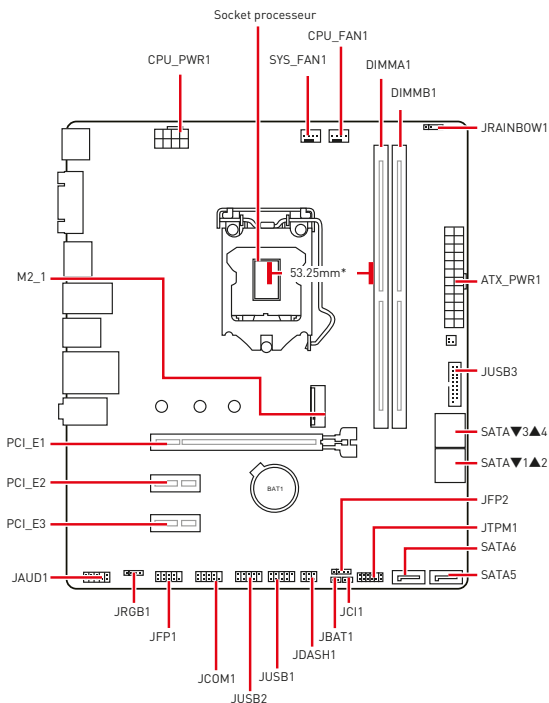 Socket processeur
CPU_FAN1
CPU_PWR1
SYS_FAN1
DIMMA1
DIMMB1
JRAINBOW1
53.25mm*
M2_1
ATX_PWR1
JUSB3
SATA▼3▲4
PCI_E1
SATA▼1▲2
PCI_E2
BAT1
JFP2
PCI_E3
JTPM1
SATA6
JAUD1
SATA5
JRGB1
JCI1
JFP1
JBAT1
JDASH1
JCOM1
JUSB1
JUSB2